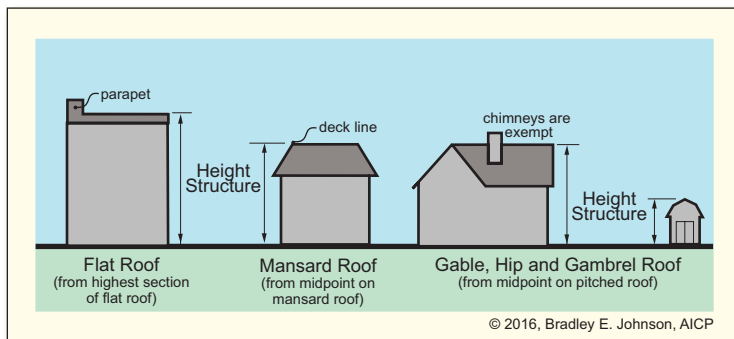 parapet
deck line
chimneys are
exempt
Height
Structure
Height
Structure
Flat Roof
(from highest section
of flat roof)
Mansard Roof
(from midpoint on
mansard roof)
Gable, Hip and Gambrel Roof
(from midpoint on pitched roof)
© 2016, Bradley E. Johnson, AICP